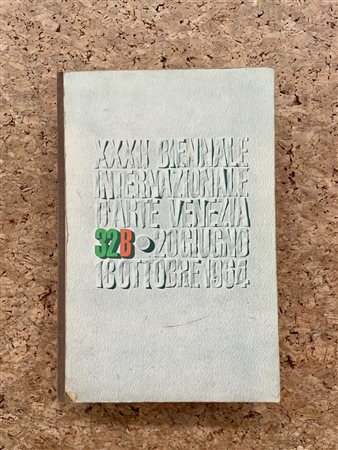 XXXII BIENNALE
INTERNAZIONALE
D'ARTE VENEZIA
32B • 20 GIUGNO
18 OTTOBRE 1964